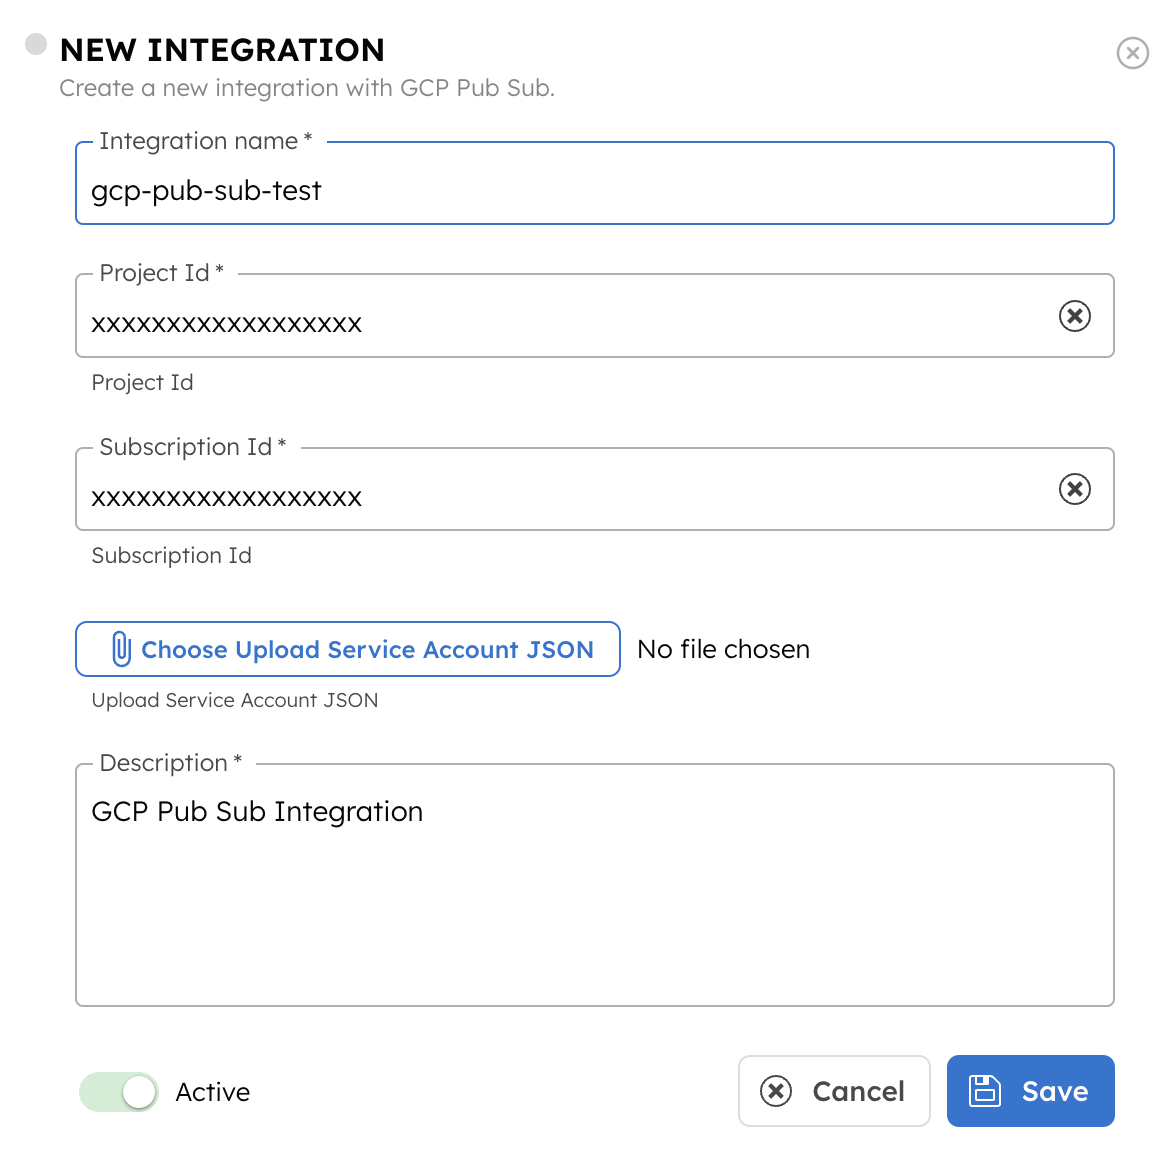 NEW INTEGRATION
Create a new integration with GCP Pub Sub.
Integration name *
gcp-pub-sub-test
Project Id *
xxxxxxxxxxxxxxxxxx
Project Id
Subscription Id *
xxxxxxxxxxxxxxxxxx
Subscription Id
Choose Upload Service Account JSON No file chosen
Upload Service Account JSON
Description *
GCP Pub Sub Integration
Active Cancel Save